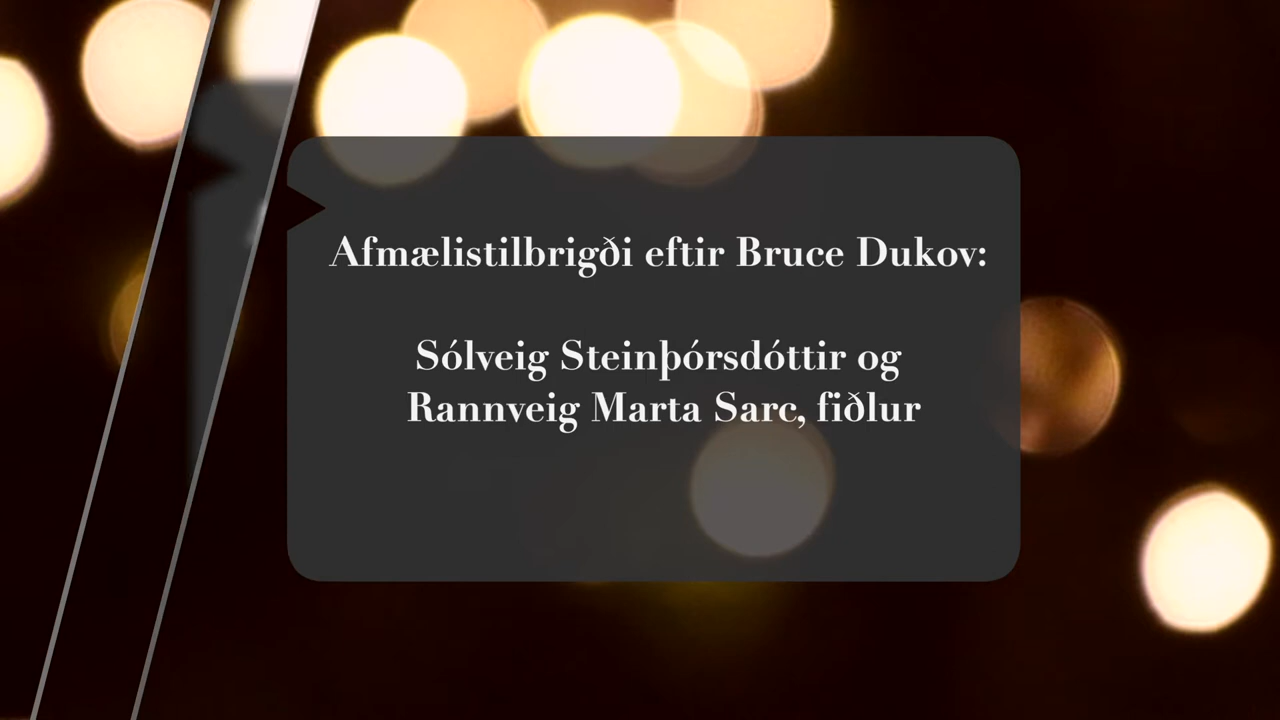 Afmælistilbrigði eftir Bruce Dukov:
Sólveig Steinþórsdóttir og
Rannveig Marta Sarc, fiðlur